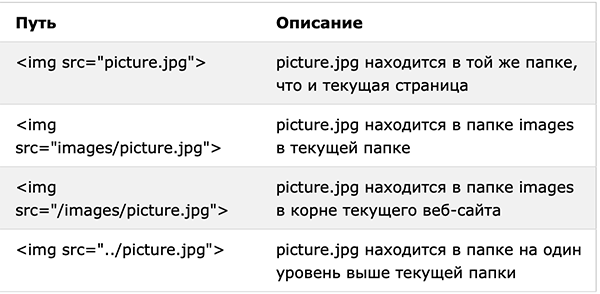 Путь Описание
<img src="picture.jpg"> picture.jpg находится в той же папке,
что и текущая страница
<img picture.jpg находится в папке images
src="images/picture.jpg"> в текущей папке
<img picture.jpg находится в папке images
src="/images/picture.jpg"> в корне текущего веб-сайта
<img src="../picture.jpg"> picture.jpg находится в папке на один
уровень выше текущей папки